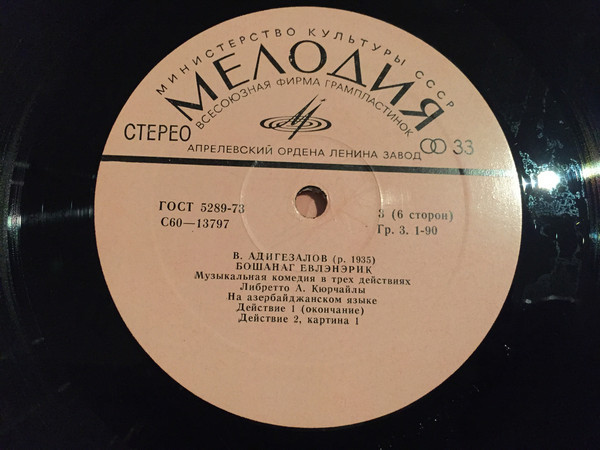 МИНИСТЕРСТВО КУЛЬТУРЫ СССР
МЕЛОДИЯ
ВСЕСОЮЗНАЯ ФИРМА ГРАМПЛАСТИНОК
СТЕРЕО
33
АПРЕЛЕВСКИЙ ОРДЕНА ЛЕНИНА ЗАВОД
ГОСТ 5289-73
С60—13797
3 (6 сторон)
Гр. 3. 1-90
В. АДИГЕЗАЛОВ (р. 1935)
БОШАНАГ ЕВЛЭНЭРИК
Музыкальная комедия в трех действиях
Либретто А. Кюрчайлы
На азербайджанском языке
Действие 1 (окончание)
Действие 2, картина 1